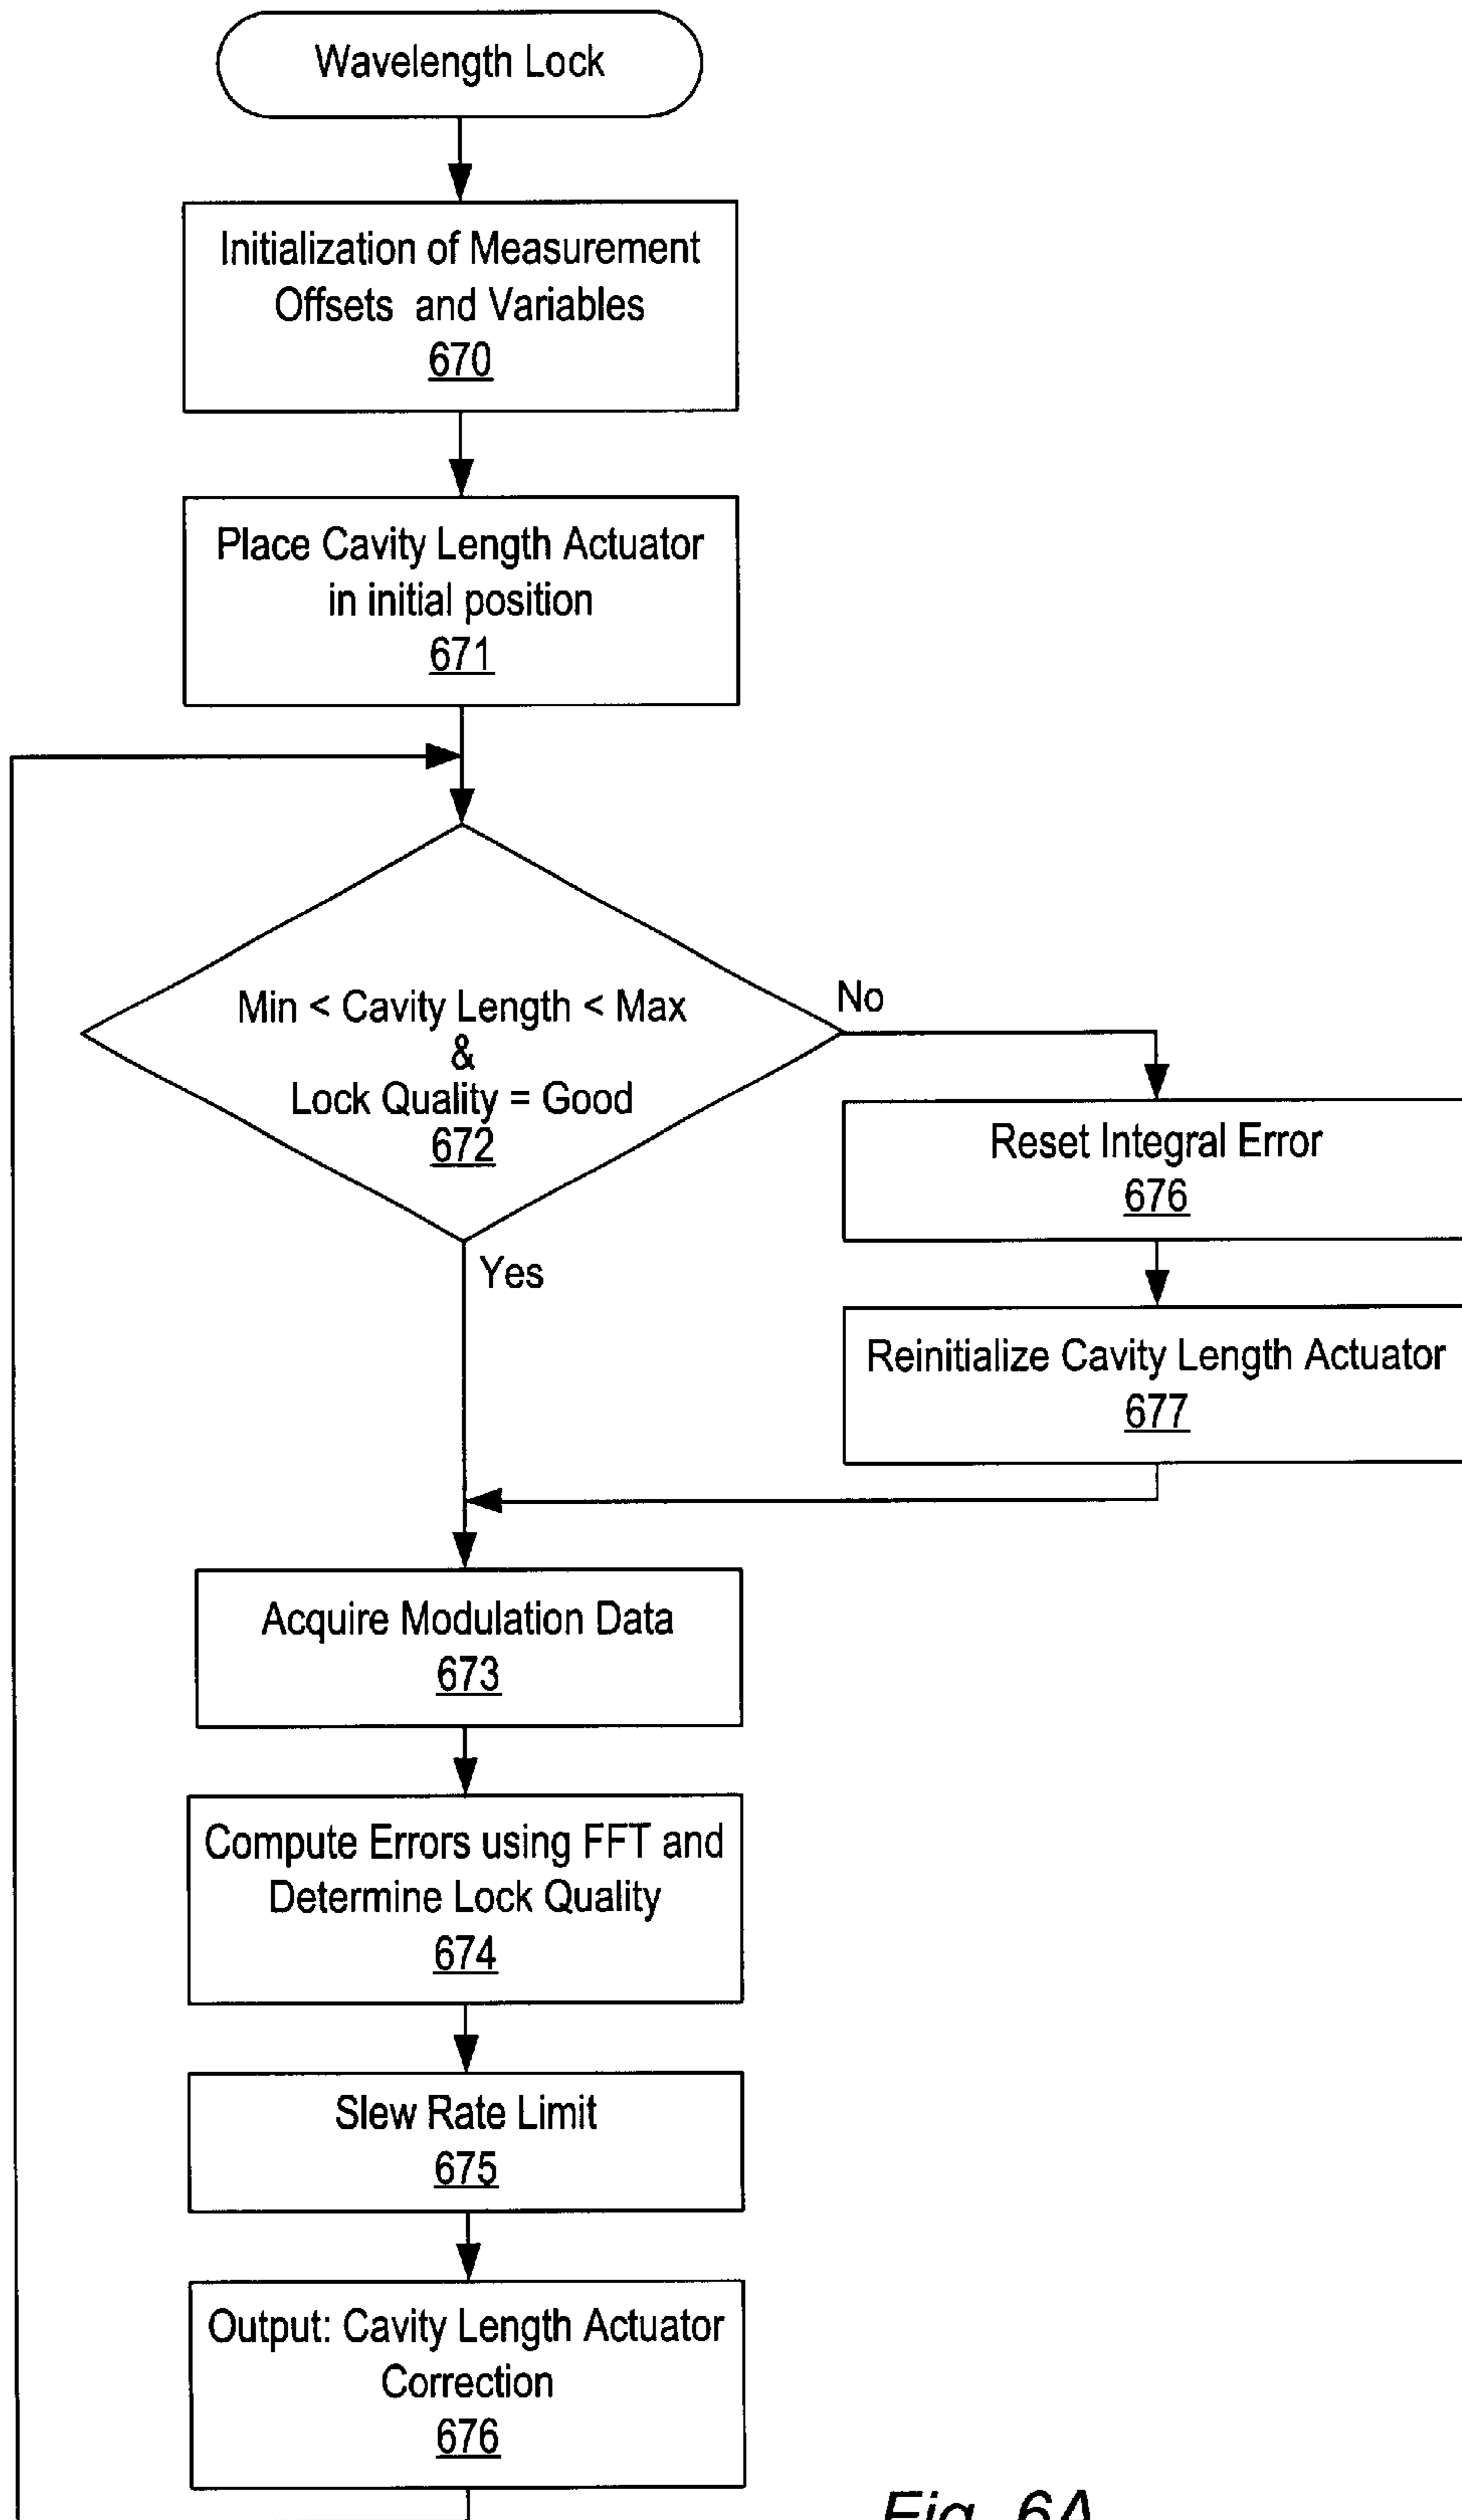 Wavelength Lock
Initialization of Measurement
Offsets and Variables
670
Place Cavity Length Actuator
in initial position
671
Min < Cavity Length < Max
&
Lock Quality = Good
672
No
Yes
Reset Integral Error
676
Reinitialize Cavity Length Actuator
677
Acquire Modulation Data
673
Compute Errors using FFT and
Determine Lock Quality
674
Slew Rate Limit
675
Output: Cavity Length Actuator
Correction
676
Fig. 6A